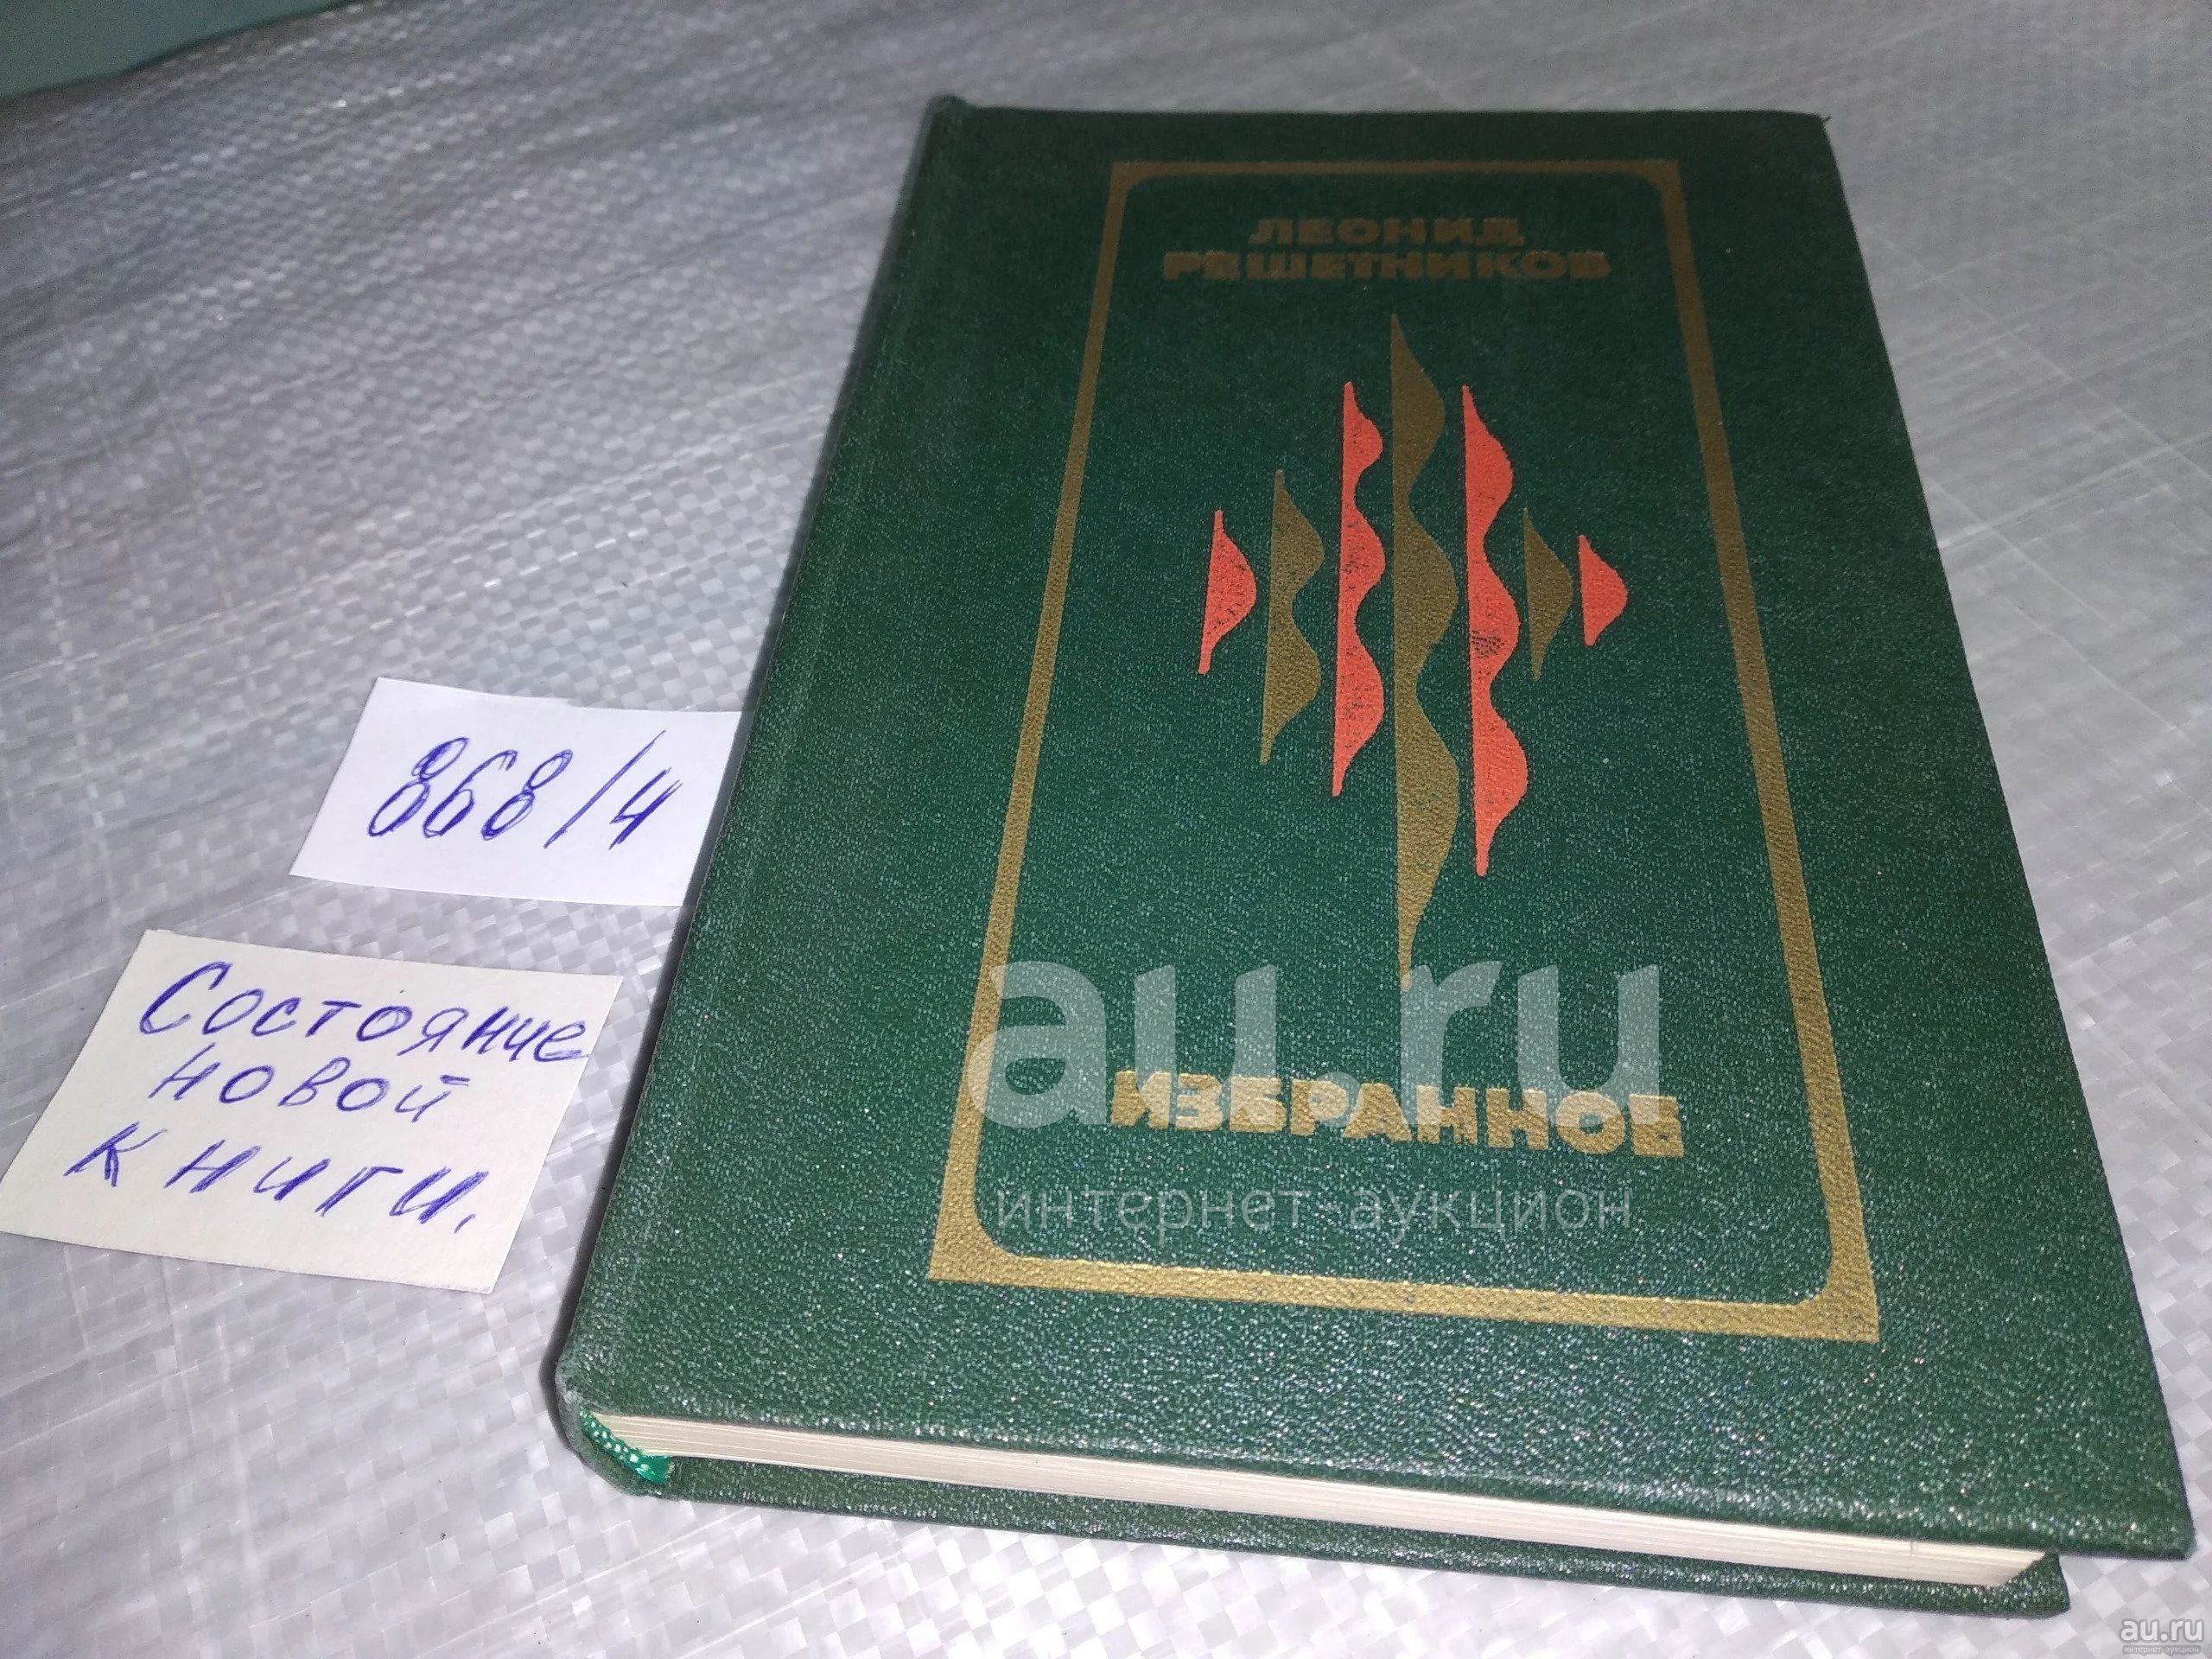 ЛЕОНИД
РЕШЕТНИКОВ
868/4
Состояние
новой
книги.
au.ru
ИЗБРАННОЕ
интернет-аукцион
au.ru
интернет-аукцион